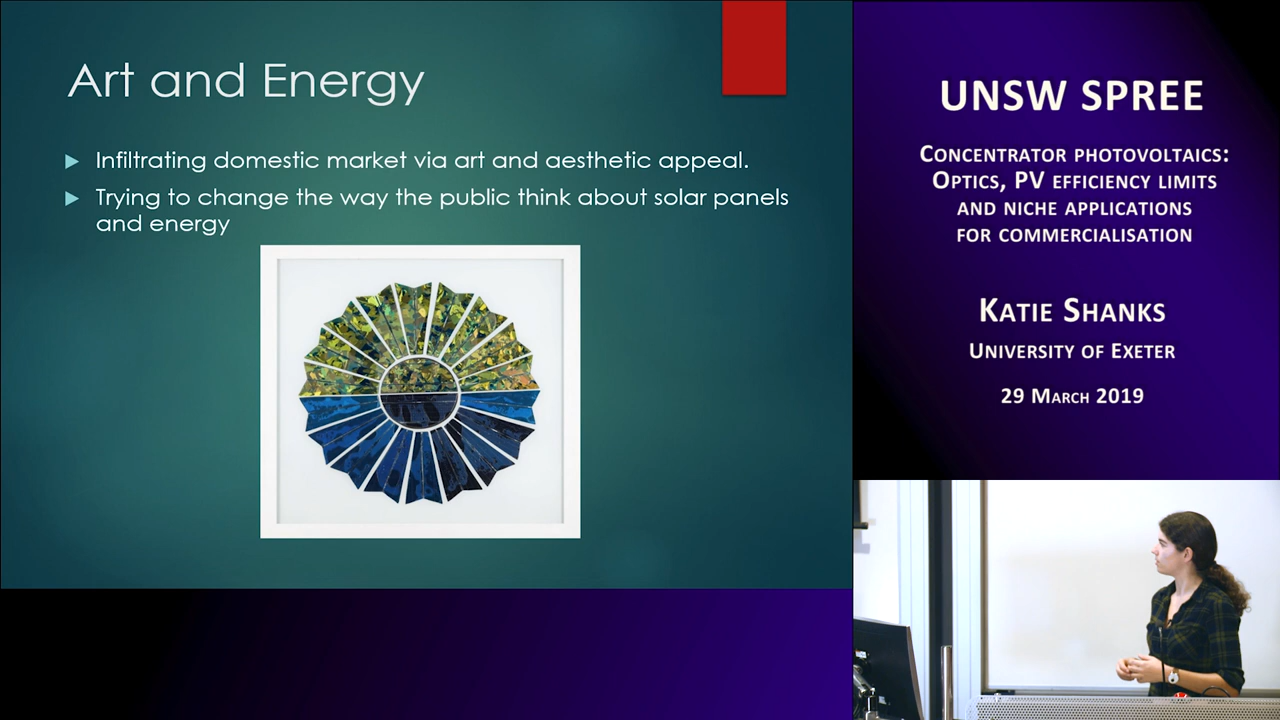 Art and Energy
Infiltrating domestic market via art and aesthetic appeal.
Trying to change the way the public think about solar panels
and energy
UNSW SPREE
CONCENTRATOR PHOTOVOLTAICS:
OPTICS, PV EFFICIENCY LIMITS
AND NICHE APPLICATIONS
FOR COMMERCIALISATION
KATIE SHANKS
UNIVERSITY OF EXETER
29 MARCH 2019